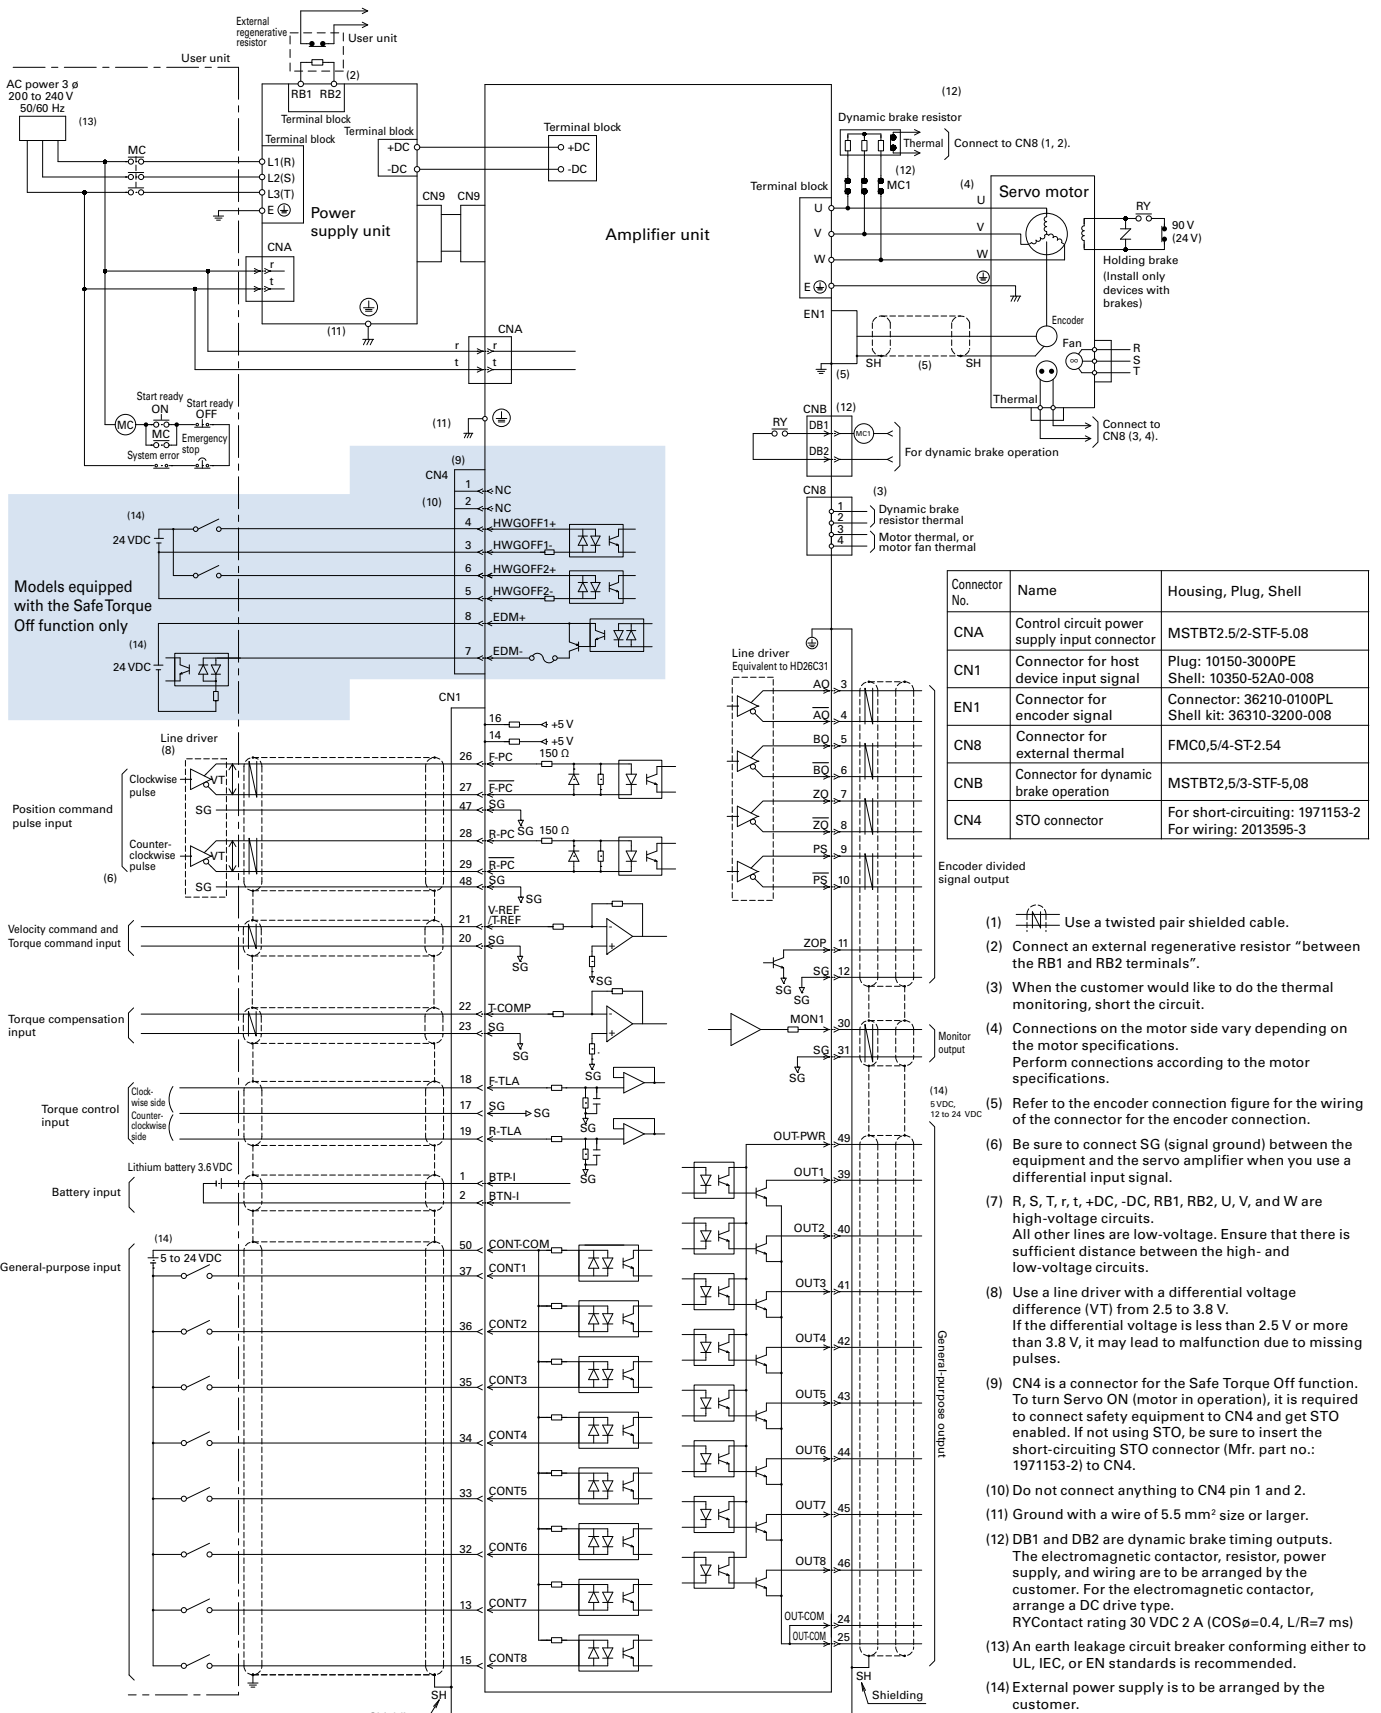 External
regenerative
resistor
User unit
User unit
(2)
RB1 RB2
Terminal block
AC power 3 ø
200 to 240 V
50/60 Hz
(13)
MC
Terminal block
L1(R)
L2(S)
L3(T)
E
Power
supply unit
Terminal block
+DC
-DC
Terminal block
+DC
-DC
CN9 CN9
CNA
r
t
(11)
Amplifier unit
CNA
r r
t t
(11)
Start ready
ON
Start ready
OFF
MC
MC
Emergency
stop
System error
(12)
Dynamic brake resistor
Thermal
Connect to CN8 (1, 2).
(12)
MC1
Terminal block
U
V
W
E
(4)
U
V
W
Servo motor
RY
90 V
(24 V)
Holding brake
(Install only
devices with
brakes)
EN1
Encoder
Fan
R
S
T
SH
(5)
SH
(5)
Thermal
Connect to
CN8 (3, 4).
CNB
(12)
RY
DB1
MC1
DB2
For dynamic brake operation
CN8
(3)
1
2
3
4
Dynamic brake
resistor thermal
Motor thermal, or
motor fan thermal
(9)
CN4
1 NC
(10)
2 NC
(14)
24 VDC
4 HWGOFF1+
3 HWGOFF1-
6 HWGOFF2+
5 HWGOFF2-
Models equipped
with the Safe Torque
Off function only
8 EDM+
(14)
24 VDC
7 EDM-
CN1
16 +5 V
14 +5 V
Line driver
(8)
Position command
pulse input
Clockwise
pulse
VT
SG
26 F-PC 150 Ω
27 F-PC
47 SG
SG
Counter-
clockwise
pulse
VT
SG
(6)
28 R-PC 150 Ω
29 R-PC
48 SG
SG
Velocity command and
Torque command input
21 V-REF
/T-REF
20 SG
SG
SG
Torque compensation
input
22 T-COMP
23 SG
SG
SG
Torque control
input
Clock-
wise side
Counter-
clockwise
side
18 F-TLA
17 SG SG
19 R-TLA
SG
SG
Lithium battery 3.6 VDC
Battery input
1 BTP-I
2 BTN-I
(14)
5 to 24 VDC
General-purpose input
50 CONT-COM
37 CONT1
36 CONT2
35 CONT3
34 CONT4
33 CONT5
32 CONT6
13 CONT7
15 CONT8
SH
Line driver
Equivalent to HD26C31
AO 3
AO 4
BO 5
BO 6
ZO 7
ZO 8
PS 9
PS 10
Encoder divided
signal output
ZOP 11
SG 12
SG
SG
MON1 30
SG 31
SG
Monitor
output
(14)
5 VDC,
12 to 24 VDC
OUT-PWR 49
OUT1 39
OUT2 40
OUT3 41
OUT4 42
OUT5 43
OUT6 44
OUT7 45
OUT8 46
OUT-COM 24
OUT-COM 25
General-purpose output
SH
Shielding
Connector No. Name Housing, Plug, Shell
CNA Control circuit power supply input connector MSTBT2.5/2-STF-5.08
CN1 Connector for host device input signal Plug: 10150-3000PE Shell: 10350-52A0-008
EN1 Connector for encoder signal Connector: 36210-0100PL Shell kit: 36310-3200-008
CN8 Connector for external thermal FMC0,5/4-ST-2.54
CNB Connector for dynamic brake operation MSTBT2,5/3-STF-5,08
CN4 STO connector For short-circuiting: 1971153-2 For wiring: 2013595-3
(1) Use a twisted pair shielded cable.
(2) Connect an external regenerative resistor “between
the RB1 and RB2 terminals”.
(3) When the customer would like to do the thermal
monitoring, short the circuit.
(4) Connections on the motor side vary depending on
the motor specifications.
Perform connections according to the motor
specifications.
(5) Refer to the encoder connection figure for the wiring
of the connector for the encoder connection.
(6) Be sure to connect SG (signal ground) between the
equipment and the servo amplifier when you use a
differential input signal.
(7) R, S, T, r, t, +DC, -DC, RB1, RB2, U, V, and W are
high-voltage circuits.
All other lines are low-voltage. Ensure that there is
sufficient distance between the high- and
low-voltage circuits.
(8) Use a line driver with a differential voltage
difference (VT) from 2.5 to 3.8 V.
If the differential voltage is less than 2.5 V or more
than 3.8 V, it may lead to malfunction due to missing
pulses.
(9) CN4 is a connector for the Safe Torque Off function.
To turn Servo ON (motor in operation), it is required
to connect safety equipment to CN4 and get STO
enabled. If not using STO, be sure to insert the
short-circuiting STO connector (Mfr. part no.:
1971153-2) to CN4.
(10) Do not connect anything to CN4 pin 1 and 2.
(11) Ground with a wire of 5.5 mm² size or larger.
(12) DB1 and DB2 are dynamic brake timing outputs.
The electromagnetic contactor, resistor, power
supply, and wiring are to be arranged by the
customer. For the electromagnetic contactor,
arrange a DC drive type.
RYContact rating 30 VDC 2 A (COSø=0.4, L/R=7 ms)
(13) An earth leakage circuit breaker conforming either to
UL, IEC, or EN standards is recommended.
(14) External power supply is to be arranged by the
customer.